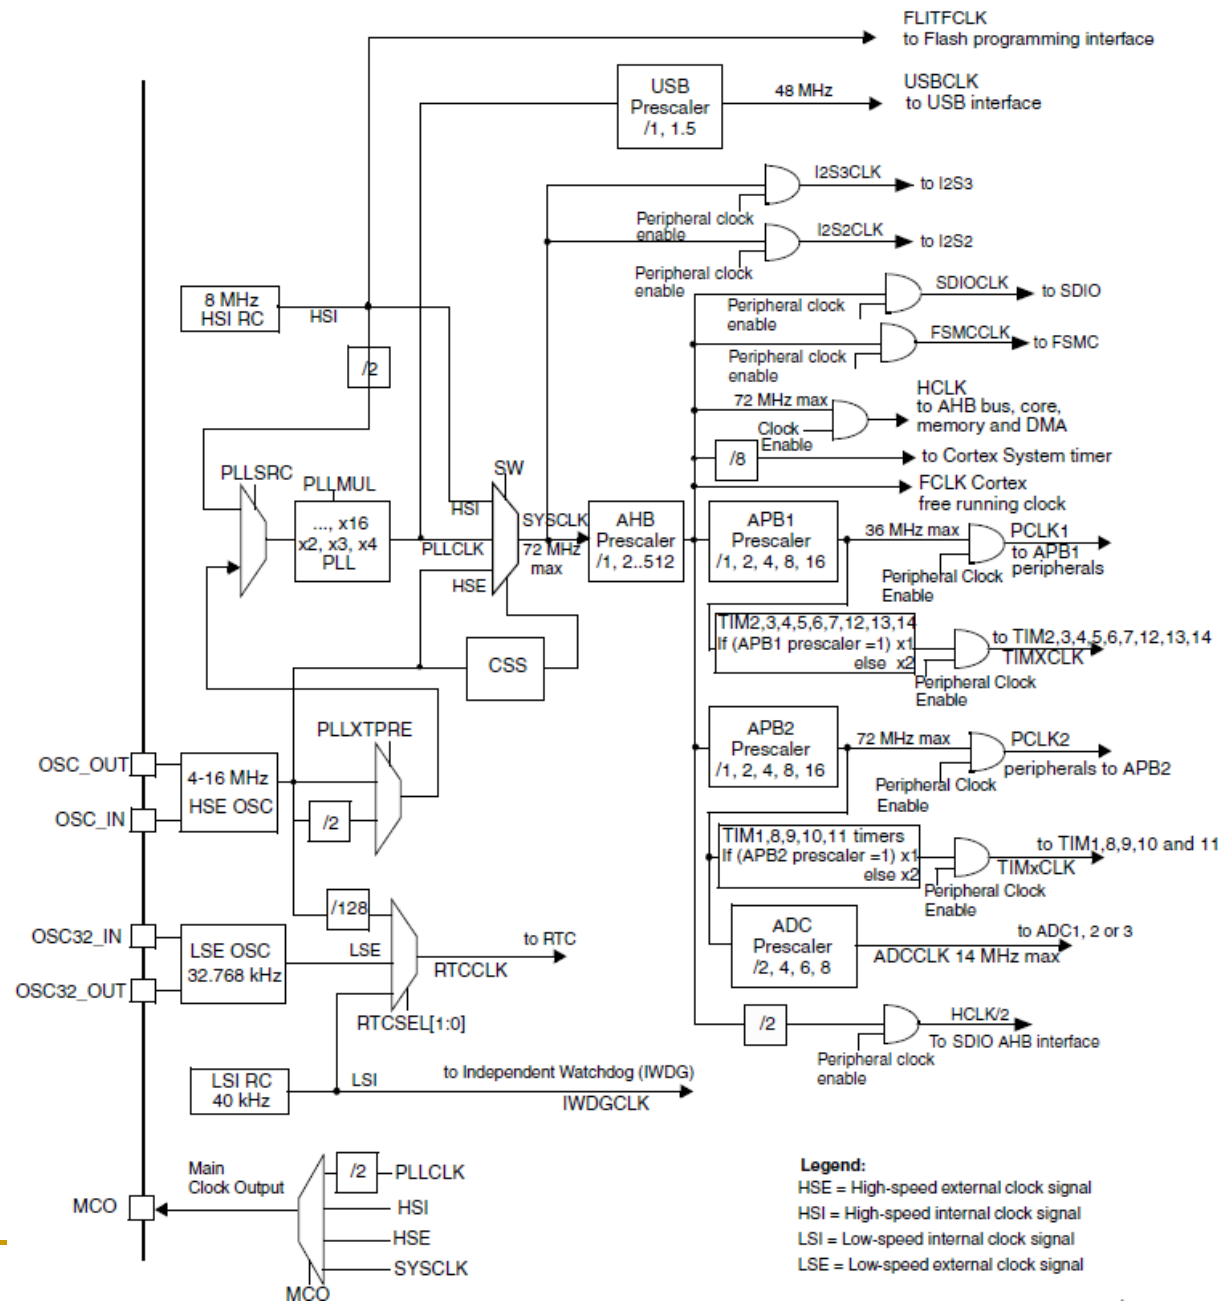 FLITFCLK
to Flash programming interface
USB
Prescaler
/1, 1.5
48 MHz
USBCLK
to USB interface
I2S3CLK
to I2S3
Peripheral clock
enable
I2S2CLK
to I2S2
Peripheral clock
enable
8 MHz
HSI RC
HSI
/2
SDIOCLK
to SDIO
Peripheral clock
enable
FSMCCLK
to FSMC
Peripheral clock
enable
HCLK
to AHB bus, core,
memory and DMA
72 MHz max
Clock
Enable
/8
to Cortex System timer
FCLK Cortex
free running clock
PLLSRC
PLLMUL
..., x16
x2, x3, x4
PLL
SW
HSI
PLLCLK
HSE
SYSCLK
72 MHz
max
AHB
Prescaler
/1, 2..512
APB1
Prescaler
/1, 2, 4, 8, 16
36 MHz max
PCLK1
to APB1
peripherals
Peripheral Clock
Enable
TIM2,3,4,5,6,7,12,13,14
If (APB1 prescaler =1) x1
else x2
to TIM2,3,4,5,6,7,12,13,14
TIMXCLK
Peripheral Clock
Enable
CSS
PLLXTPRE
OSC_OUT
OSC_IN
4-16 MHz
HSE OSC
/2
APB2
Prescaler
/1, 2, 4, 8, 16
72 MHz max
PCLK2
peripherals to APB2
Peripheral Clock
Enable
TIM1,8,9,10,11 timers
If (APB2 prescaler =1) x1
else x2
to TIM1,8,9,10 and 11
TIMxCLK
Peripheral Clock
Enable
/128
OSC32_IN
OSC32_OUT
LSE OSC
32.768 kHz
LSE
to RTC
RTCCLK
RTCSEL[1:0]
ADC
Prescaler
/2, 4, 6, 8
to ADC1, 2 or 3
ADCCLK 14 MHz max
/2
HCLK/2
To SDIO AHB interface
Peripheral clock
enable
LSI RC
40 kHz
LSI
to Independent Watchdog (IWDG)
IWDGCLK
MCO
Main
Clock Output
/2
PLLCLK
HSI
HSE
SYSCLK
MCO
Legend:
HSE = High-speed external clock signal
HSI = High-speed internal clock signal
LSI = Low-speed internal clock signal
LSE = Low-speed external clock signal